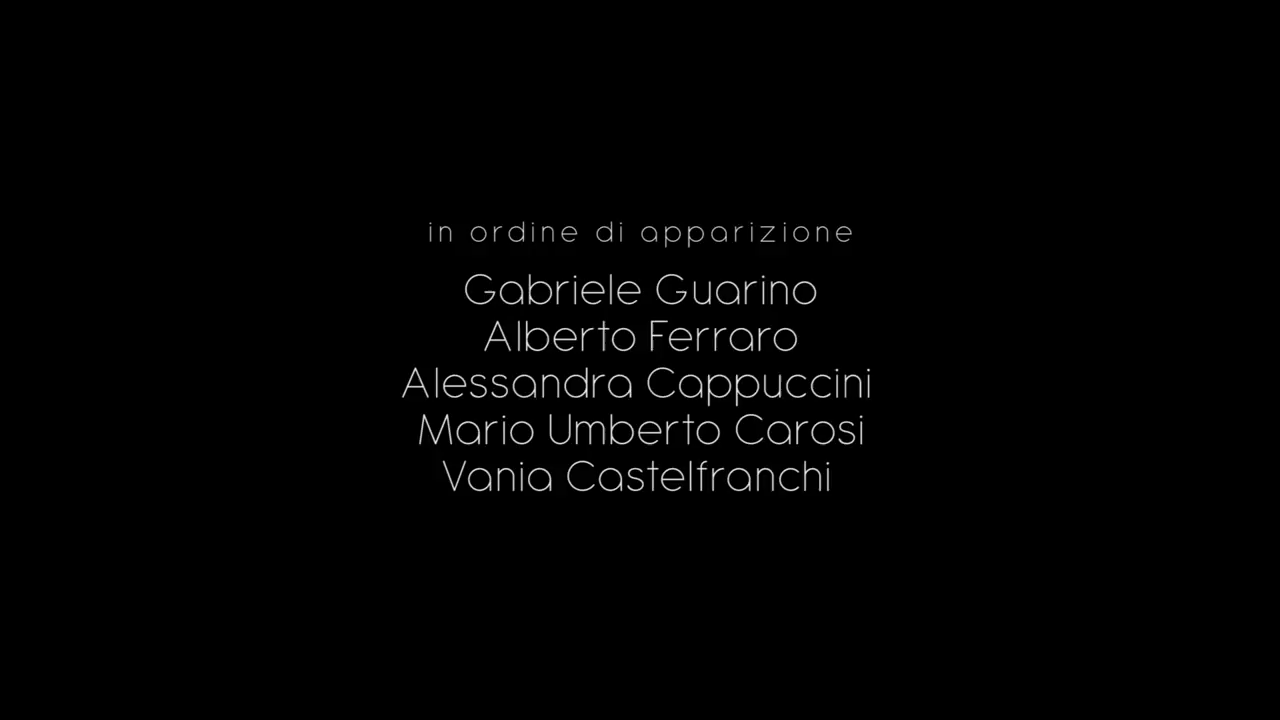 in ordine di apparizione
Gabriele Guarino
Alberto Ferraro
Alessandra Cappuccini
Mario Umberto Carosi
Vania Castelfranchi